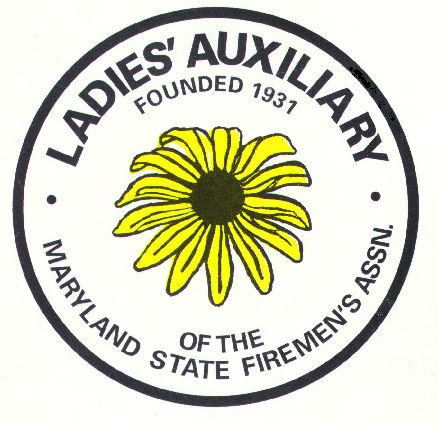 LADIES' AUXILIARY
FOUNDED 1931
OF THE
MARYLAND STATE FIREMEN'S ASSN.